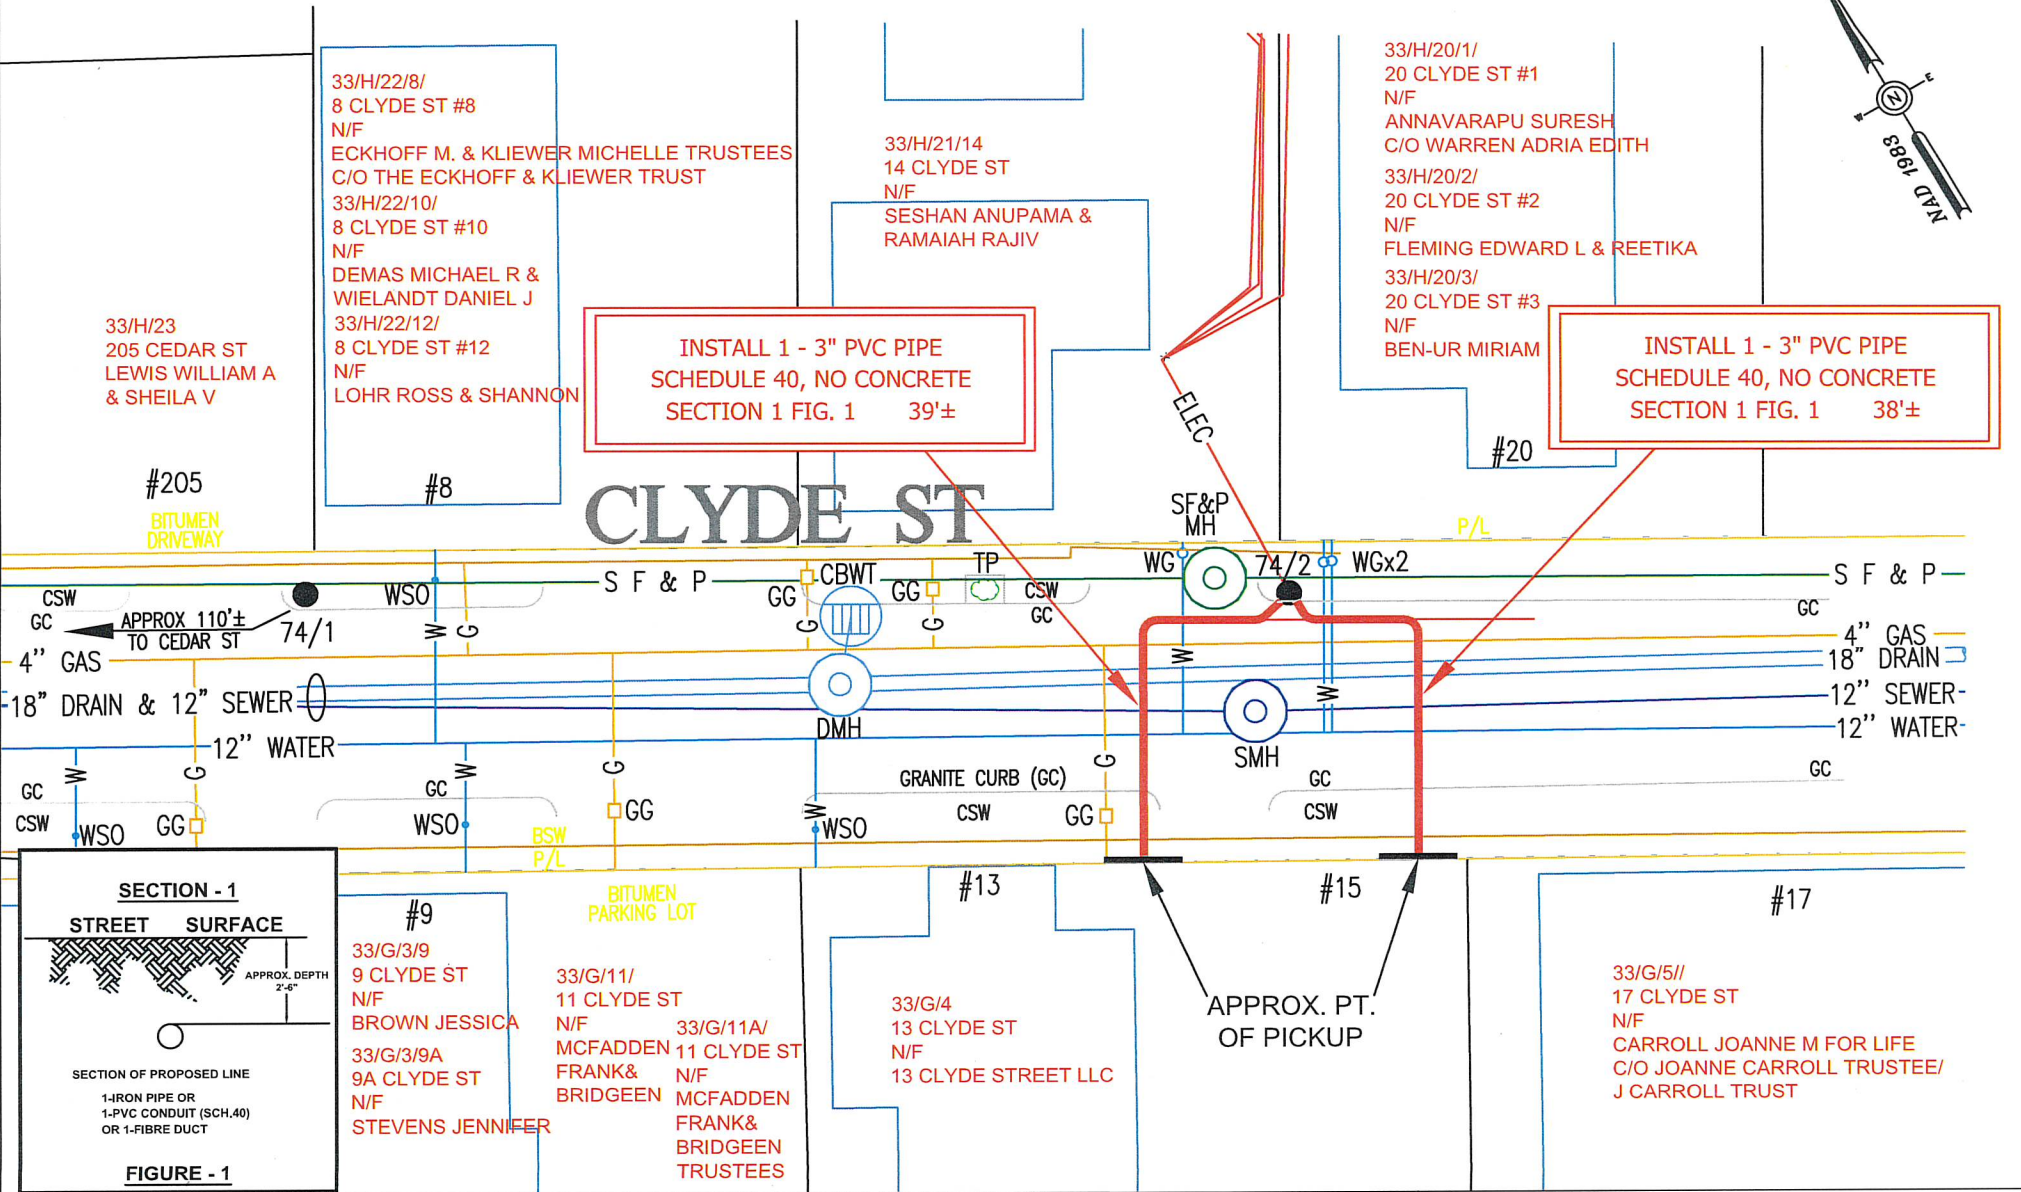 33/H/22/8/
8 CLYDE ST #8
N/F
ECKHOFF M. & KLIEWER MICHELLE TRUSTEES
C/O THE ECKHOFF & KLIEWER TRUST
33/H/22/10/
8 CLYDE ST #10
N/F
DEMAS MICHAEL R &
WIELANDT DANIEL J
33/H/22/12/
8 CLYDE ST #12
N/F
LOHR ROSS & SHANNON
33/H/21/14
14 CLYDE ST
N/F
SESHAN ANUPAMA &
RAMAIAH RAJIV
33/H/20/1/
20 CLYDE ST #1
N/F
ANNAVARAPU SURESH
C/O WARREN ADRIA EDITH
33/H/20/2/
20 CLYDE ST #2
N/F
FLEMING EDWARD L & REETIKA
33/H/20/3/
20 CLYDE ST #3
N/F
BEN-UR MIRIAM
E
N
W
NAD 1983
33/H/23
205 CEDAR ST
LEWIS WILLIAM A
& SHEILA V
INSTALL 1 - 3" PVC PIPE
SCHEDULE 40, NO CONCRETE
SECTION 1 FIG. 1 39'±
INSTALL 1 - 3" PVC PIPE
SCHEDULE 40, NO CONCRETE
SECTION 1 FIG. 1 38'±
ELEC
#205
#8
#20
CLYDE ST
BITUMEN
DRIVEWAY
SF&P
MH
P/L
CSW
GC
APPROX 110'±
TO CEDAR ST
74/1
WSO
W
G
S F & P
GG
G
CBWT
GG
G
TP
CSW
GC
WG
W
74/2
WGx2
W
S F & P
GC
4" GAS
4" GAS
18" DRAIN
18" DRAIN & 12" SEWER
12" SEWER
12" WATER
12" WATER
DMH
SMH
W
G
W
G
W
G
GC
GC
GRANITE CURB (GC)
GC
GC
CSW
WSO
GG
WSO
GG
WSO
CSW
GG
CSW
BSW
P/L
SECTION - 1
STREET SURFACE
APPROX. DEPTH
2'-6"
SECTION OF PROPOSED LINE
1-IRON PIPE OR
1-PVC CONDUIT (SCH.40)
OR 1-FIBRE DUCT
FIGURE - 1
#9
BITUMEN
PARKING LOT
#13
#15
#17
33/G/3/9
9 CLYDE ST
N/F
BROWN JESSICA
33/G/3/9A
9A CLYDE ST
N/F
STEVENS JENNIFER
33/G/11/
11 CLYDE ST
N/F
MCFADDEN
FRANK&
BRIDGEEN
33/G/11A/
11 CLYDE ST
N/F
MCFADDEN
FRANK&
BRIDGEEN
TRUSTEES
33/G/4
13 CLYDE ST
N/F
13 CLYDE STREET LLC
APPROX. PT.
OF PICKUP
33/G/5//
17 CLYDE ST
N/F
CARROLL JOANNE M FOR LIFE
C/O JOANNE CARROLL TRUSTEE/
J CARROLL TRUST